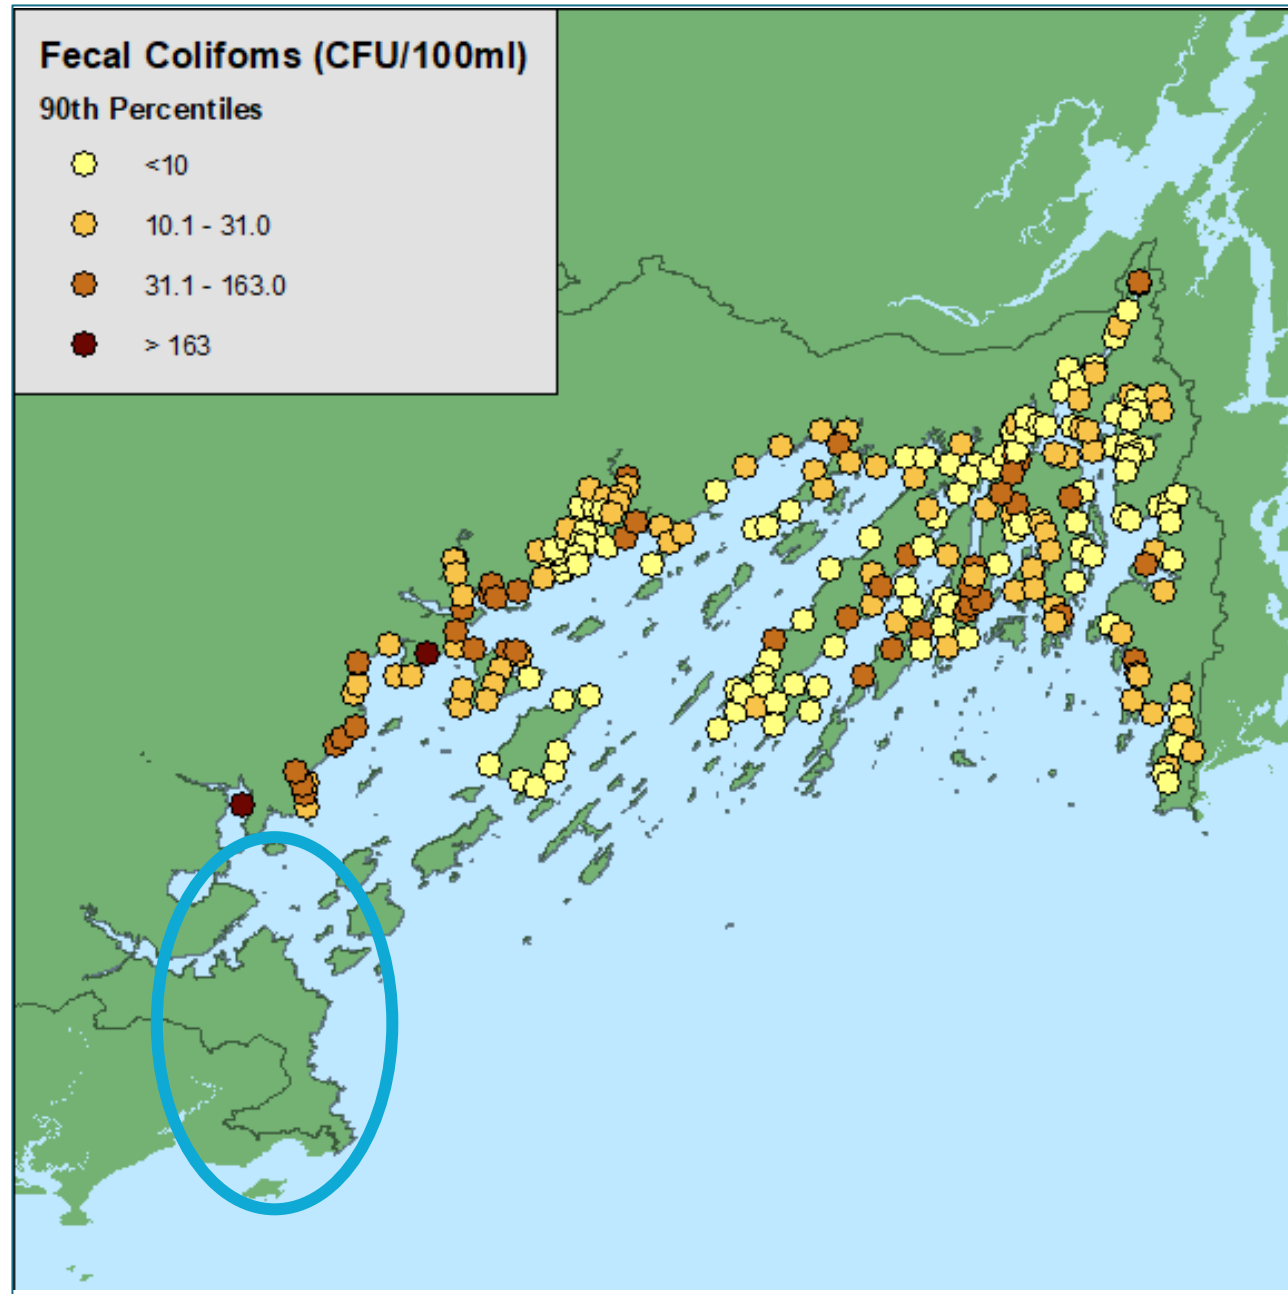 Fecal Colifoms (CFU/100ml)
90th Percentiles
<10
10.1 - 31.0
31.1 - 163.0
> 163